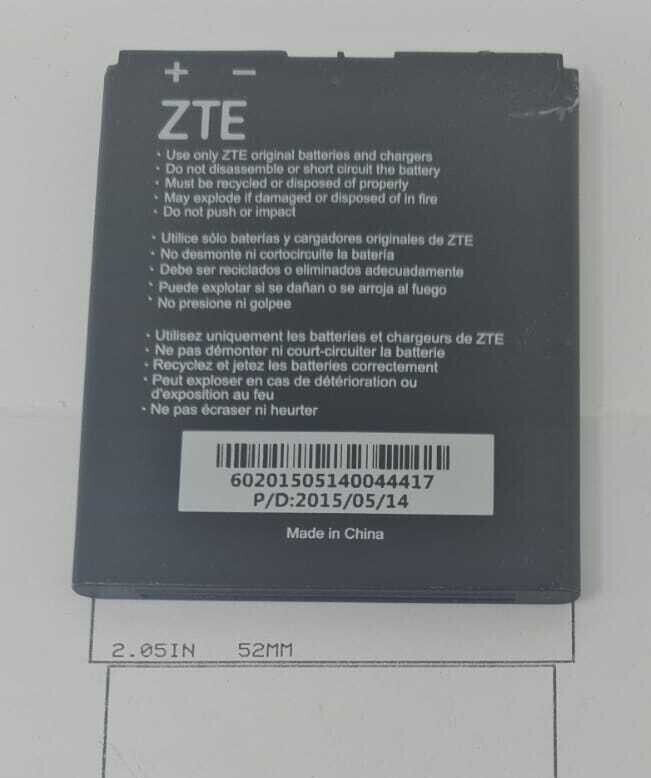 + −
ZTE
· Use only ZTE original batteries and chargers
· Do not disassemble or short circuit the battery
· Must be recycled or disposed of properly
· May explode if damaged or disposed of in fire
· Do not push or impact
· Utilice sólo baterías y cargadores originales de ZTE
· No desmonte ni cortocircuite la batería
· Debe ser reciclados o eliminados adecuadamente
· Puede explotar si se dañan o se arroja al fuego
· No presione ni golpee
· Utilisez uniquement les batteries et chargeurs de ZTE
· Ne pas démonter ni court-circuiter la batterie
· Recyclez et jetez les batteries correctement
· Peut exploser en cas de détérioration ou
d'exposition au feu
· Ne pas écraser ni heurter
60201505140044417
P/D:2015/05/14
Made in China
2.05IN 52MM